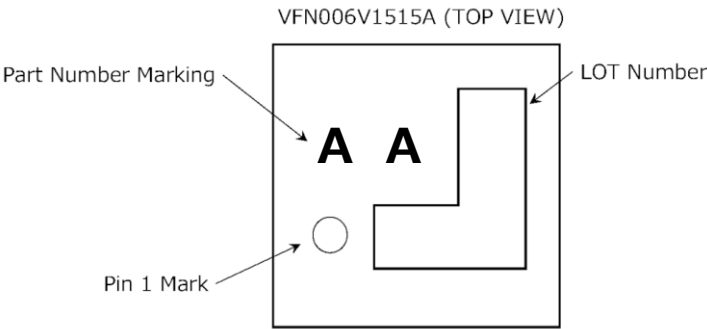 VFN006V1515A (TOP VIEW)
Part Number Marking
LOT Number
A A
Pin 1 Mark